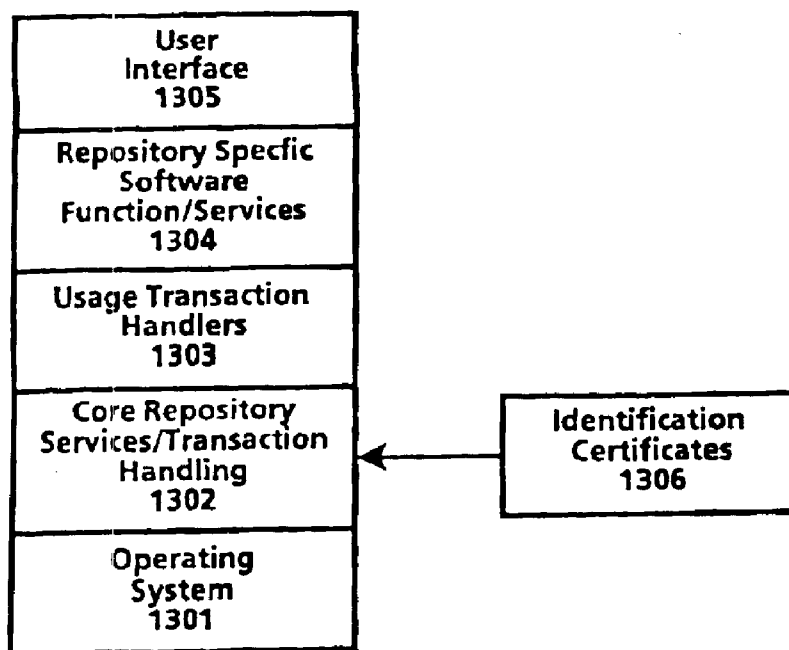 User
Interface
1305
Repository Specfic
Software
Function/Services
1304
Usage Transaction
Handlers
1303
Core Repository
Services/Transaction
Handling
1302
Operating
System
1301
Identification
Certificates
1306